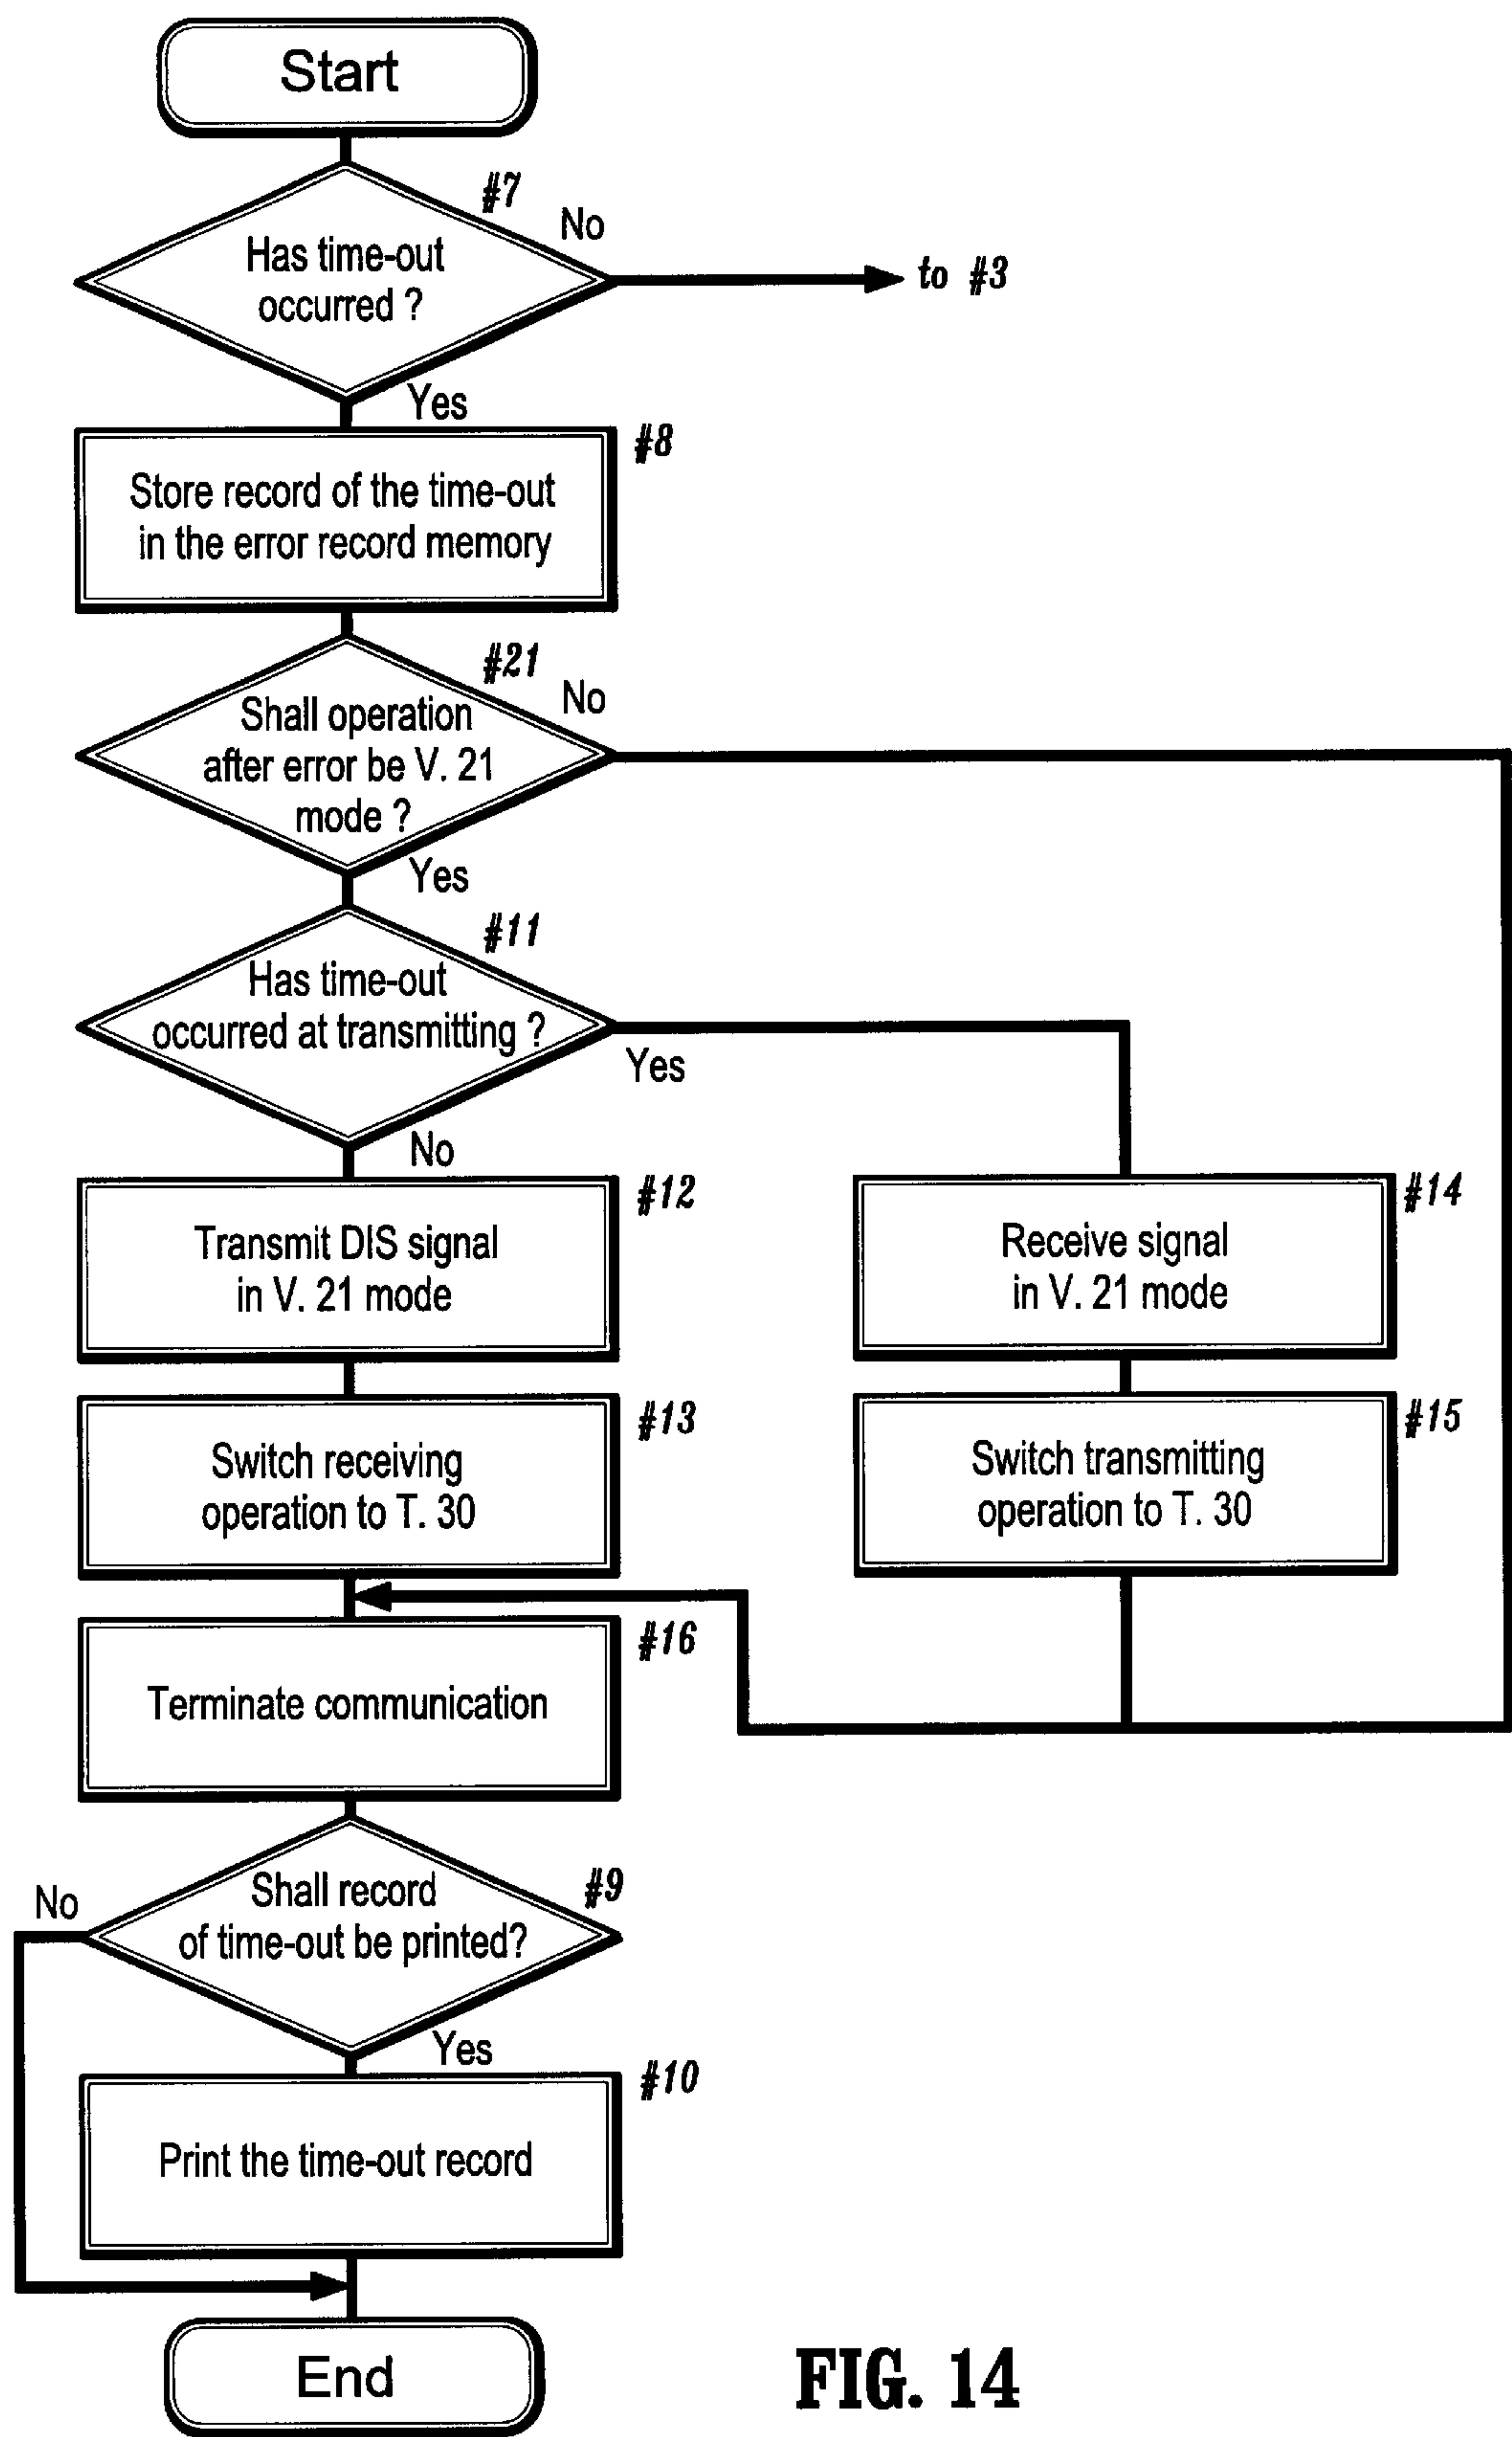 Start
#7
No
Has time-out
occurred ?
to #3
Yes
#8
Store record of the time-out
in the error record memory
#21
No
Shall operation
after error be V. 21
mode ?
Yes
#11
Has time-out
occurred at transmitting ?
Yes
No
#12
Transmit DIS signal
in V. 21 mode
#14
Receive signal
in V. 21 mode
#13
Switch receiving
operation to T. 30
#15
Switch transmitting
operation to T. 30
#16
Terminate communication
#9
No
Shall record
of time-out be printed?
Yes
#10
Print the time-out record
End
FIG. 14